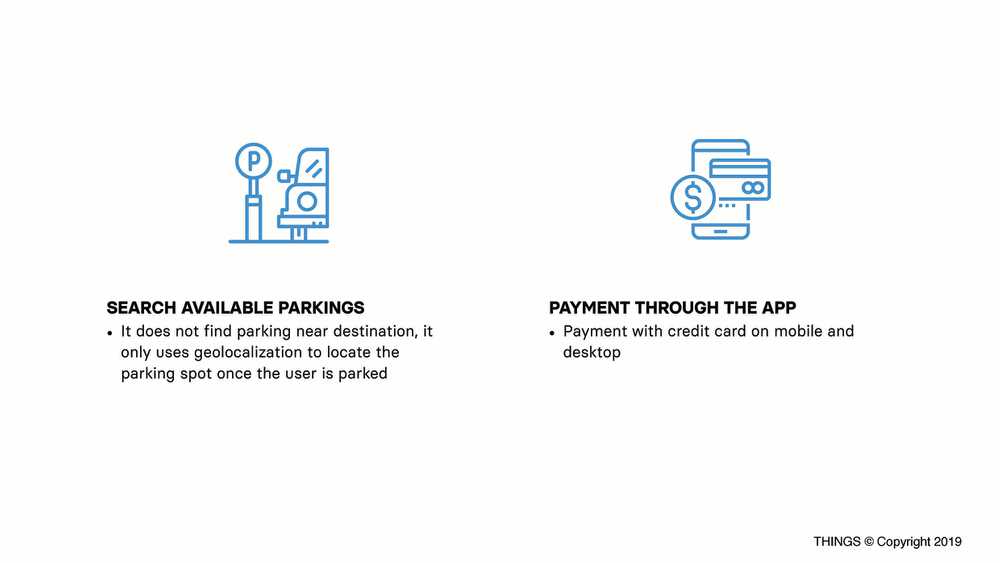 P
$
SEARCH AVAILABLE PARKINGS
• It does not find parking near destination, it
only uses geolocalization to locate the
parking spot once the user is parked
PAYMENT THROUGH THE APP
• Payment with credit card on mobile and
desktop
THINGS © Copyright 2019